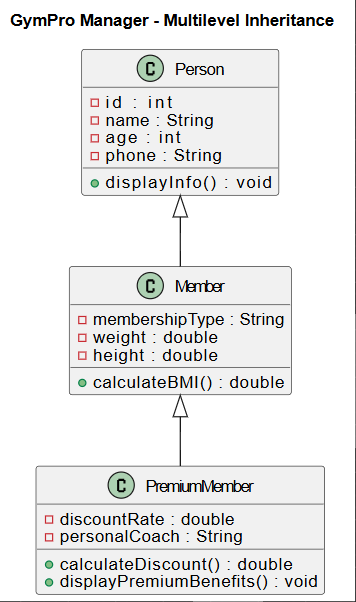 GymPro Manager - Multilevel Inheritance
C Person
id : int
name : String
age : int
phone : String
displayInfo() : void
C Member
membershipType : String
weight : double
height : double
calculateBMI() : double
C PremiumMember
discountRate : double
personalCoach : String
calculateDiscount() : double
displayPremiumBenefits() : void